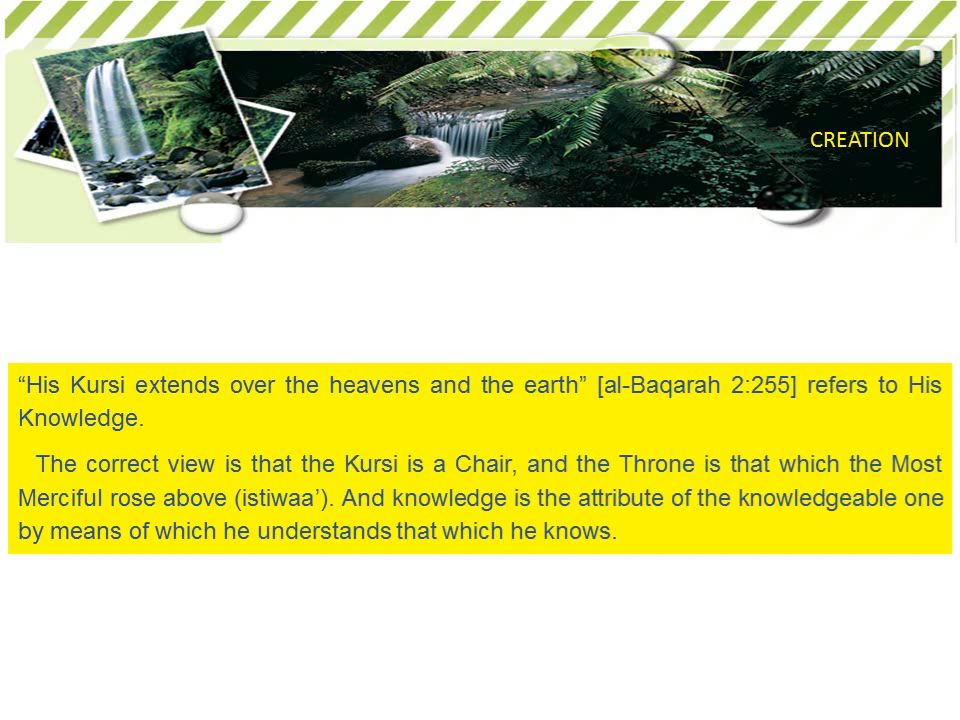 CREATION
“His Kursi extends over the heavens and the earth” [al-Baqarah 2:255] refers to His
Knowledge.
The correct view is that the Kursi is a Chair, and the Throne is that which the Most
Merciful rose above (istiwaa’). And knowledge is the attribute of the knowledgeable one
by means of which he understands that which he knows.